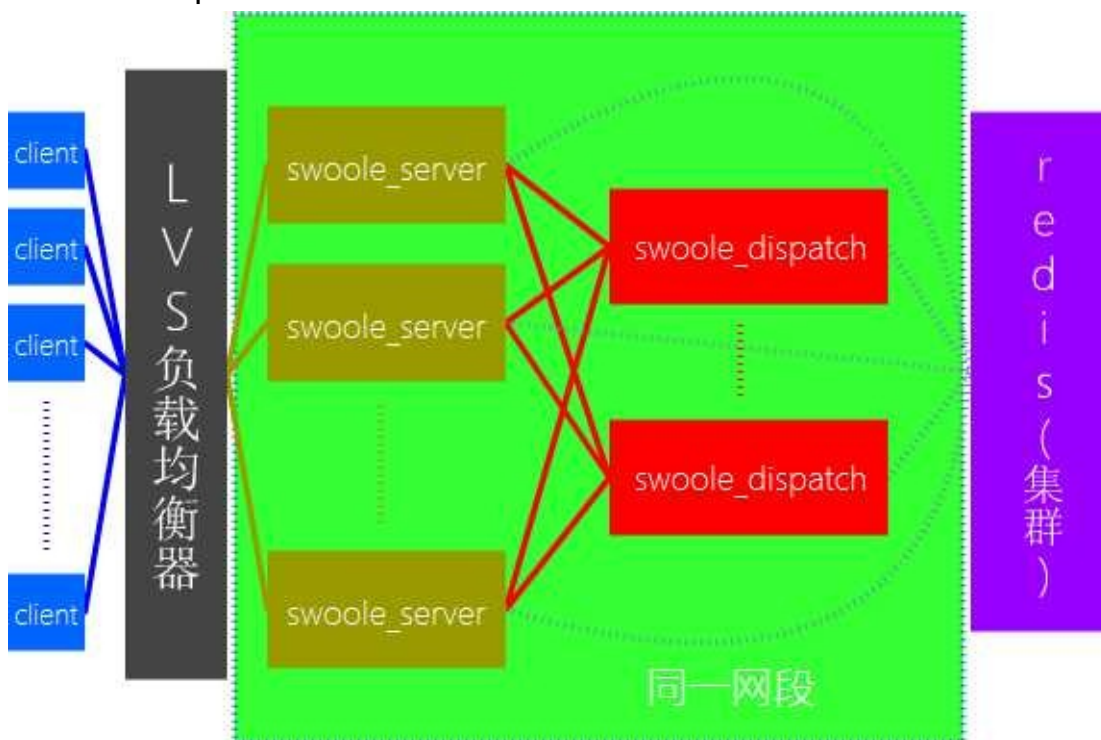 client
client
client
client
LVS负载均衡器
swoole_server
swoole_server
swoole_server
swoole_dispatch
swoole_dispatch
同一网段
redis(集群)